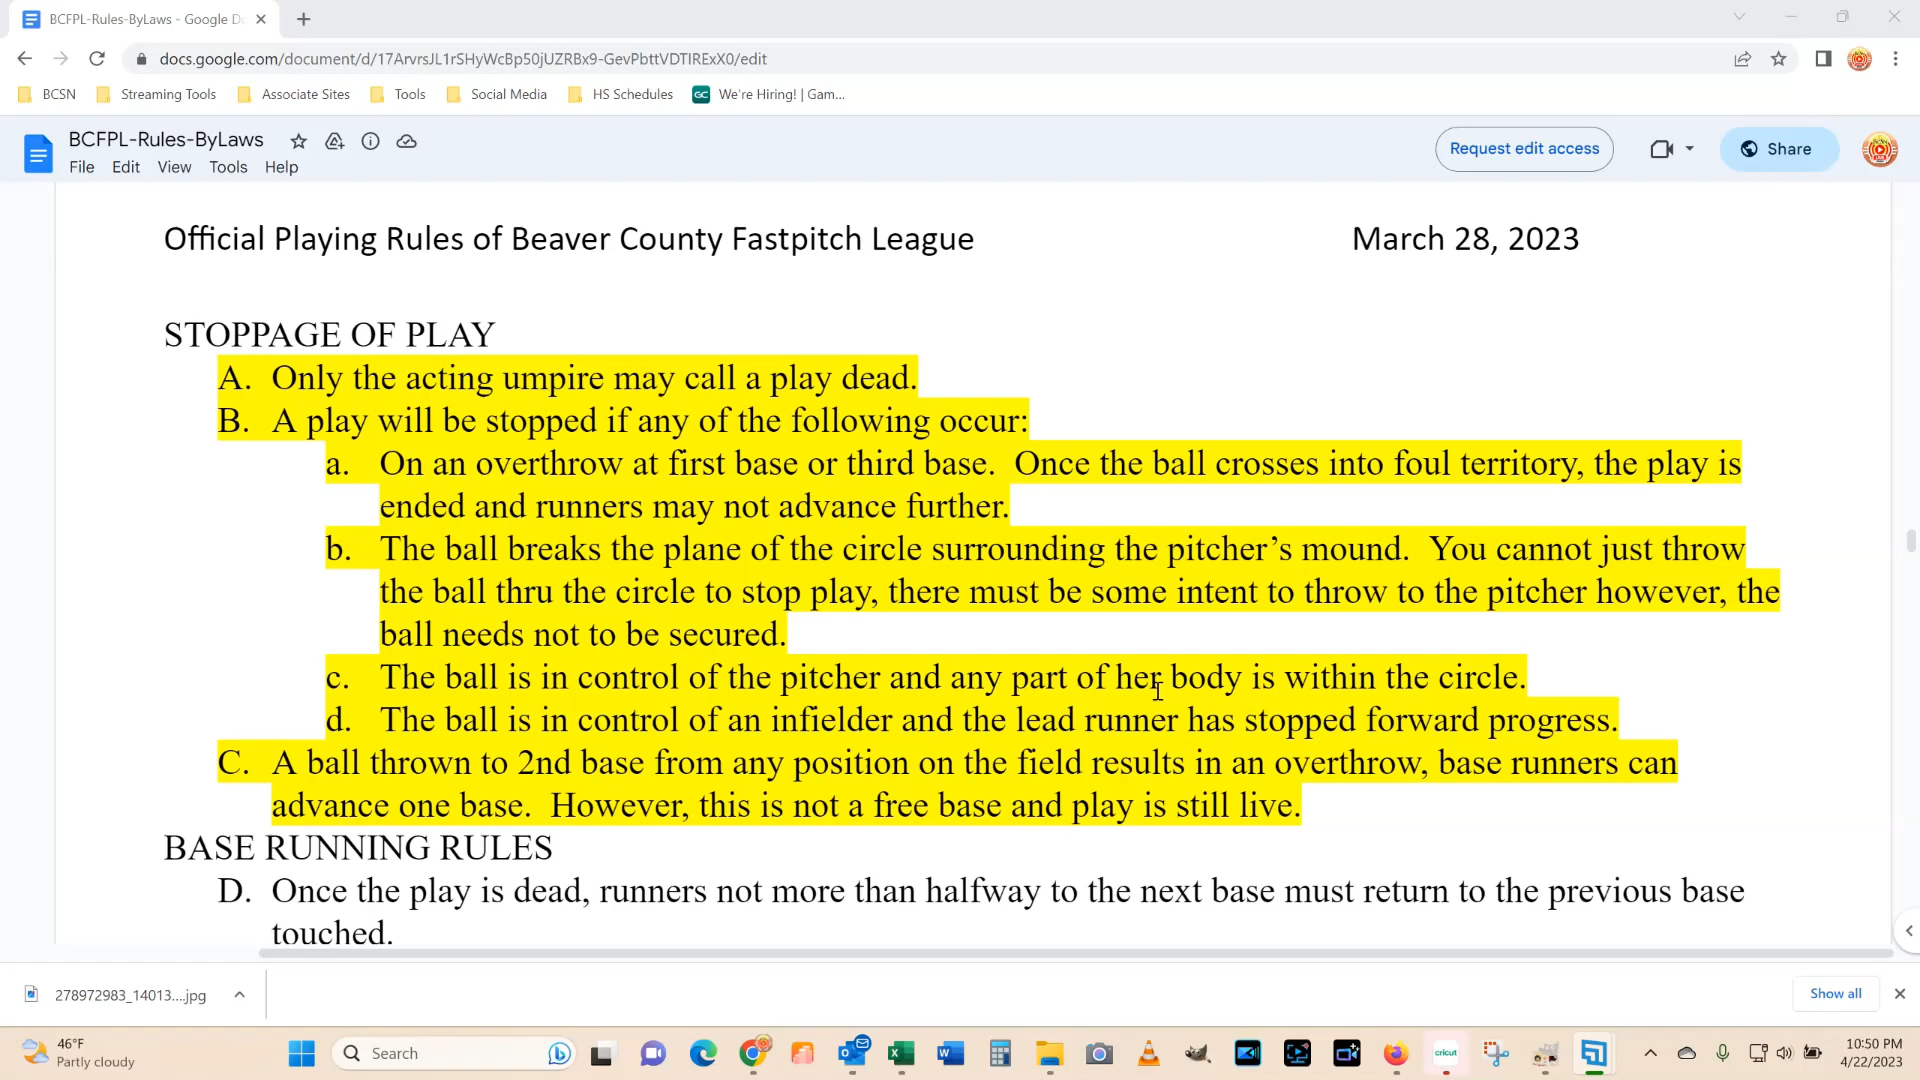 BCFPL-Rules-ByLaws - Google D
docs.google.com/document/d/17ArvrsJL1rSHyWcBp50jUZRBx9-GevPbttVDTIRExX0/edit
BCSN Streaming Tools Associate Sites Tools Social Media HS Schedules GC We're Hiring! | Gam...
BCFPL-Rules-ByLaws
Request edit access
Share
File Edit View Tools Help
Official Playing Rules of Beaver County Fastpitch League March 28, 2023
STOPPAGE OF PLAY
A. Only the acting umpire may call a play dead.
B. A play will be stopped if any of the following occur:
a. On an overthrow at first base or third base. Once the ball crosses into foul territory, the play is
ended and runners may not advance further.
b. The ball breaks the plane of the circle surrounding the pitcher’s mound. You cannot just throw
the ball thru the circle to stop play, there must be some intent to throw to the pitcher however, the
ball needs not to be secured.
c. The ball is in control of the pitcher and any part of her body is within the circle.
d. The ball is in control of an infielder and the lead runner has stopped forward progress.
C. A ball thrown to 2nd base from any position on the field results in an overthrow, base runners can
advance one base. However, this is not a free base and play is still live.
BASE RUNNING RULES
D. Once the play is dead, runners not more than halfway to the next base must return to the previous base
touched.
278972983_14013....jpg
Show all
46°F
Partly cloudy
Search
cricut
10:50 PM
4/22/2023